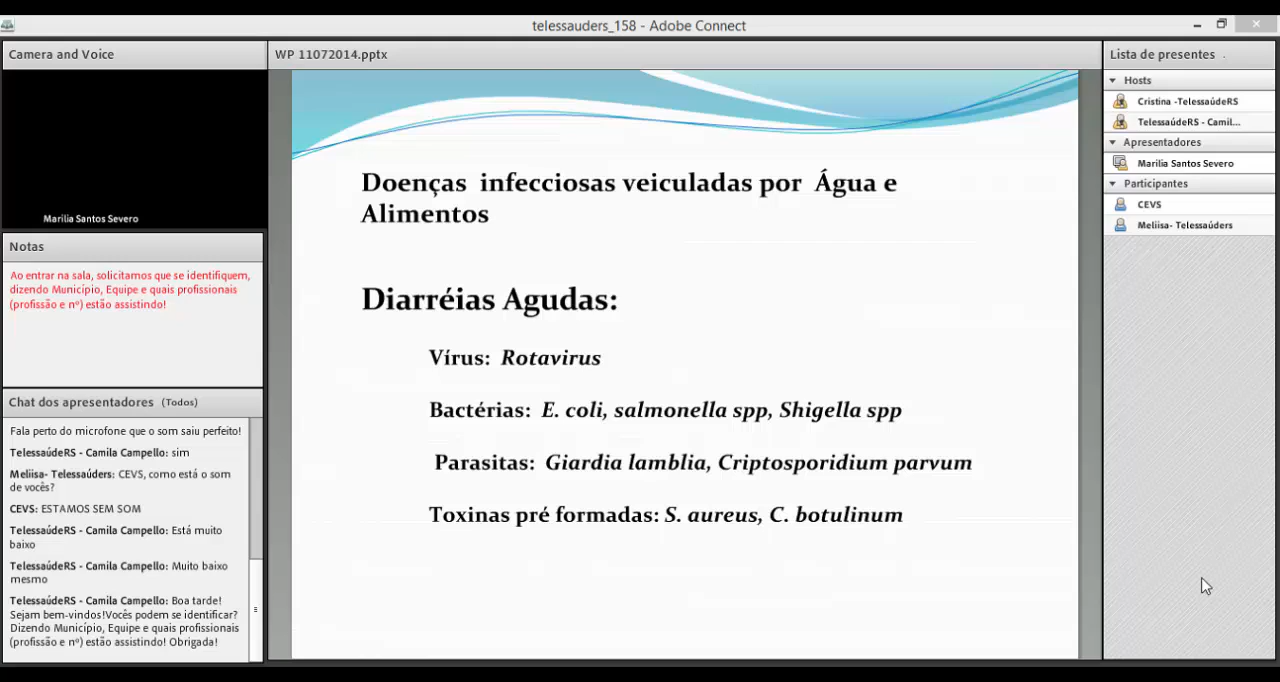 telessauders_158 - Adobe Connect
Camera and Voice
Marilia Santos Severo
Notas
Ao entrar na sala, solicitamos que se identifiquem,
dizendo Município, Equipe e quais profissionais
(profissão e nº) estão assistindo!
Chat dos apresentadores (Todos)
Fala perto do microfone que o som saiu perfeito!
TelessaúdeRS - Camila Campello: sim
Meliisa- Telessaúders: CEVS, como está o som
de vocês?
CEVS: ESTAMOS SEM SOM
TelessaúdeRS - Camila Campello: Está muito
baixo
TelessaúdeRS - Camila Campello: Muito baixo
mesmo
TelessaúdeRS - Camila Campello: Boa tarde!
Sejam bem-vindos!Vocês podem se identificar?
Dizendo Município, Equipe e quais profissionais
(profissão e nº) estão assistindo! Obrigada!
WP 11072014.pptx
Doenças infecciosas veiculadas por Água e
Alimentos
Diarréias Agudas:
Vírus: Rotavirus
Bactérias: E. coli, salmonella spp, Shigella spp
Parasitas: Giardia lamblia, Criptosporidium parvum
Toxinas pré formadas: S. aureus, C. botulinum
Lista de presentes
Hosts
Cristina -TelessaúdeRS
TelessaúdeRS - Camil...
Apresentadores
Marilia Santos Severo
Participantes
CEVS
Meliisa- Telessaúders